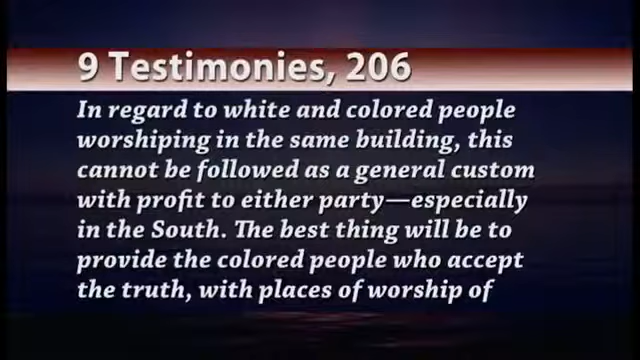 9 Testimonies, 206
In regard to white and colored people
worshiping in the same building, this
cannot be followed as a general custom
with profit to either party—especially
in the South. The best thing will be to
provide the colored people who accept
the truth, with places of worship of